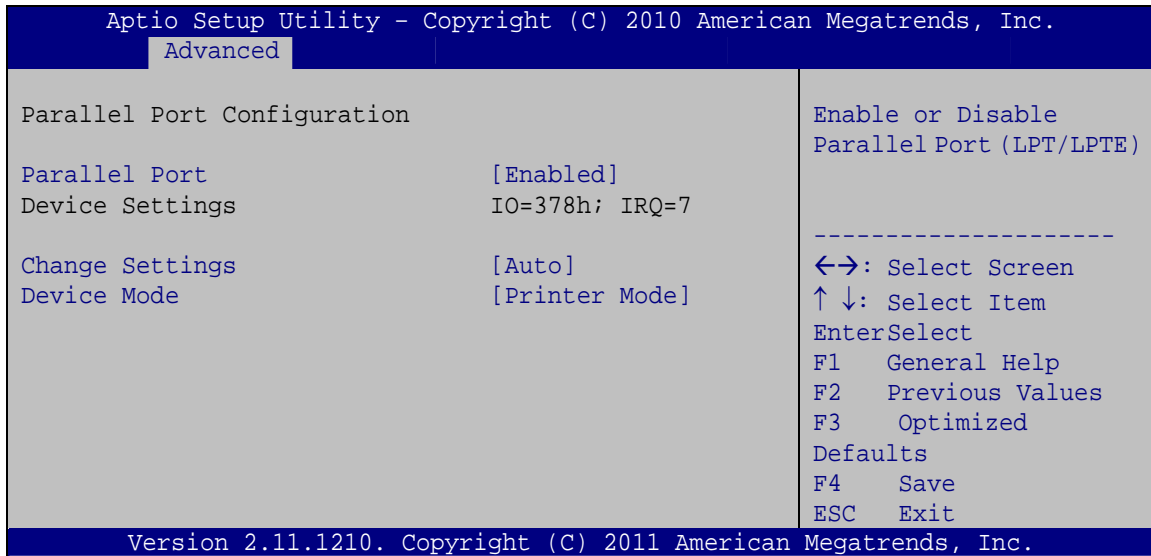 Aptio Setup Utility – Copyright (C) 2010 American Megatrends, Inc.
Advanced
Parallel Port Configuration
Parallel Port [Enabled]
Device Settings IO=378h; IRQ=7
Change Settings [Auto]
Device Mode [Printer Mode]
Enable or Disable
Parallel Port (LPT/LPTE)
---------------------
←→: Select Screen
↑ ↓: Select Item
EnterSelect
F1 General Help
F2 Previous Values
F3 Optimized
Defaults
F4 Save
ESC Exit
Version 2.11.1210. Copyright (C) 2011 American Megatrends, Inc.